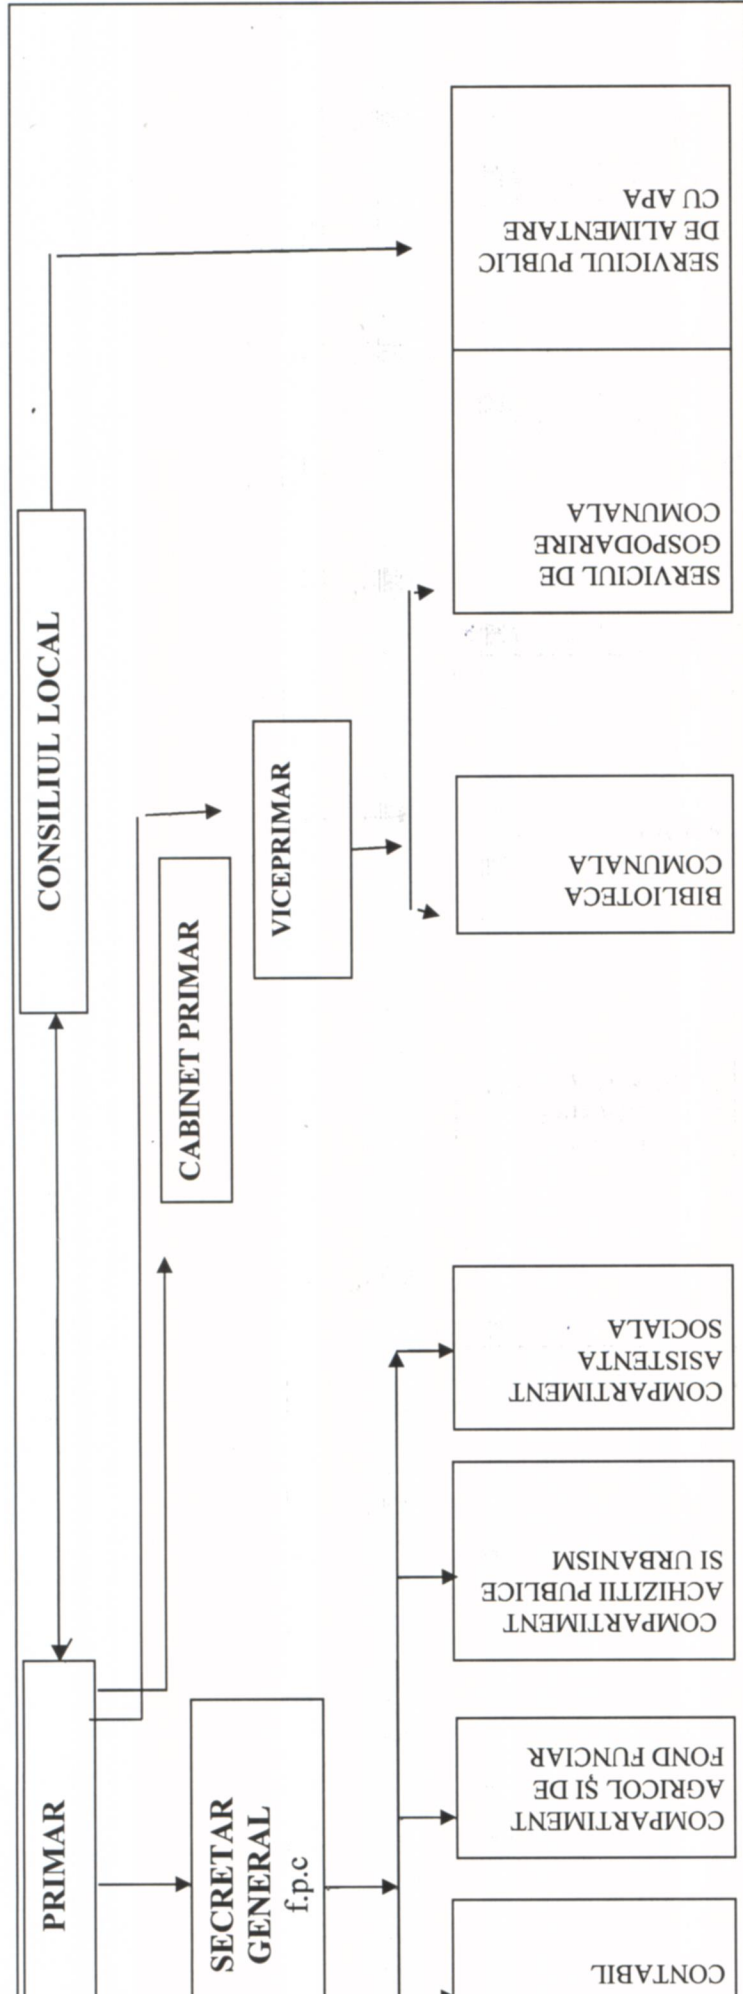 PRIMAR
CONSILIUL LOCAL
CABINET PRIMAR
SECRETAR
GENERAL
f.p.c
VICEPRIMAR
CONTABIL
COMPARTIMENT
AGRICOL ȘI DE
FOND FUNCIAR
COMPARTIMENT
ACHIZITII PUBLICE
SI URBANISM
COMPARTIMENT
ASISTENTA
SOCIALA
BIBLIOTECA
COMUNALA
SERVICIUL DE
GOSPODARIRE
COMUNALA
SERVICIUL PUBLIC
DE ALIMENTARE
CU APA